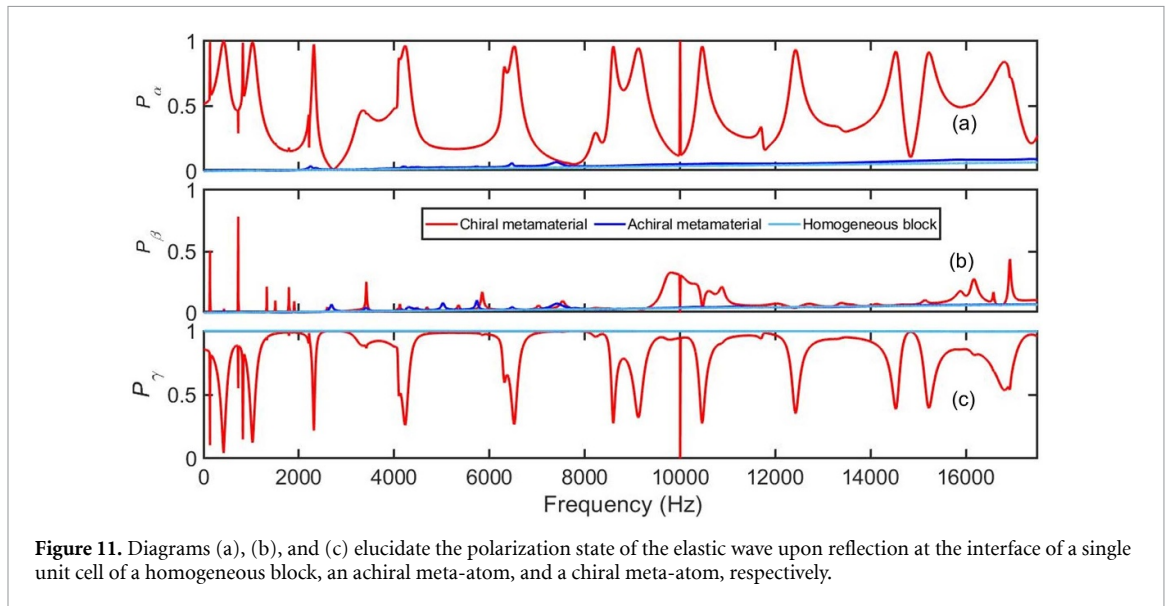 1
0.5
0
P α
(a)
1
0.5
0
P β
Chiral metamaterial Achiral metamaterial Homogeneous block
(b)
1
0.5
0
P γ
(c)
0 2000 4000 6000 8000 10000 12000 14000 16000
Frequency (Hz)
Figure 11. Diagrams (a), (b), and (c) elucidate the polarization state of the elastic wave upon reflection at the interface of a single
unit cell of a homogeneous block, an achiral meta-atom, and a chiral meta-atom, respectively.